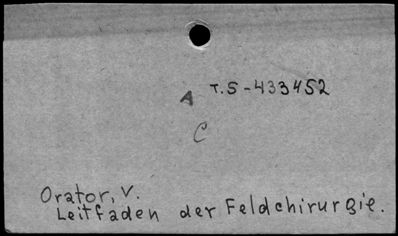 T.S-433452
A
C
Orator, V.
Leitfaden der Feldchirurgie.